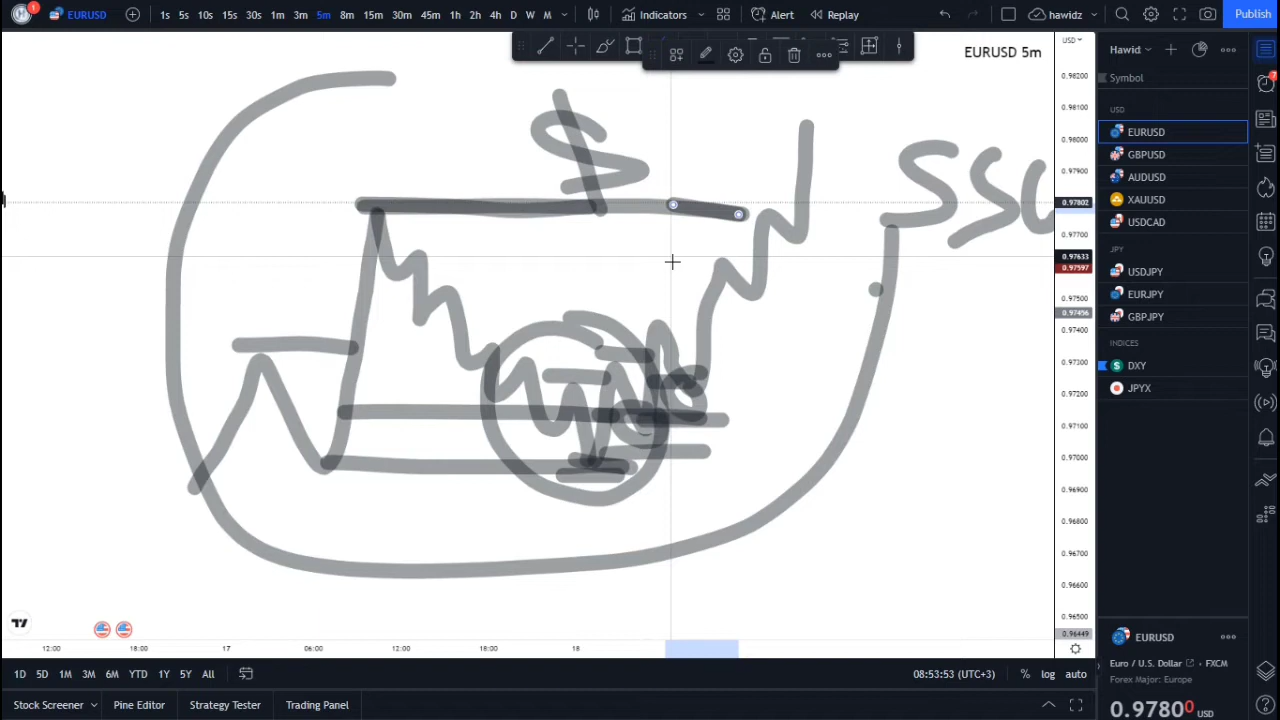 1
EURUSD
1s 5s 10s 15s 30s 1m 3m 5m 8m 15m 30m 45m 1h 2h 4h D W M
Indicators
Alert
Replay
hawidz
Publish
EURUSD 5m
USD
0.98200
0.98100
0.98000
0.97900
0.97802
0.97700
0.97633
0.97597
0.97500
0.97456
0.97400
0.97300
0.97200
0.97100
0.97000
0.96900
0.96800
0.96700
0.96600
0.96500
0.96449
$
SSC
12:00 18:00 17 06:00 12:00 18:00 18
1D 5D 1M 3M 6M YTD 1Y 5Y All
08:53:53 (UTC+3) % log auto
Stock Screener Pine Editor Strategy Tester Trading Panel
Hawid
Symbol
USD
EURUSD
GBPUSD
AUDUSD
XAUUSD
USDCAD
JPY
USDJPY
EURJPY
GBPJPY
INDICES
DXY
JPYX
7
EURUSD
Euro / U.S. Dollar • FXCM
Forex Major: Europe
0.97800 USD